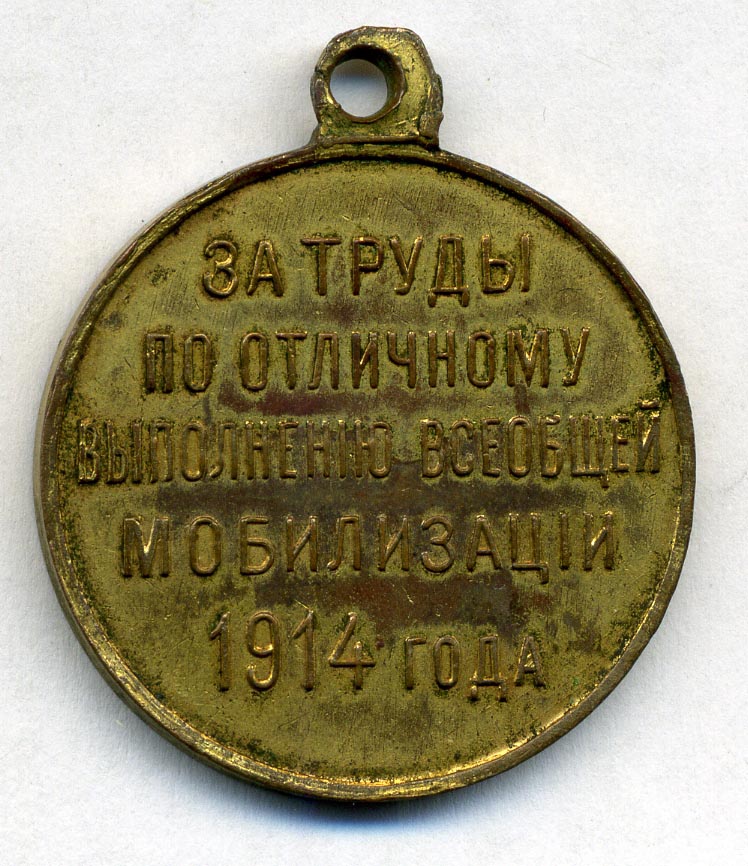 ЗА ТРУДЫ
ПО ОТЛИЧНОМУ
ВЫПОЛНЕНІЮ ВСЕОБЩЕЙ
МОБИЛИЗАЦІИ
1914 ГОДА